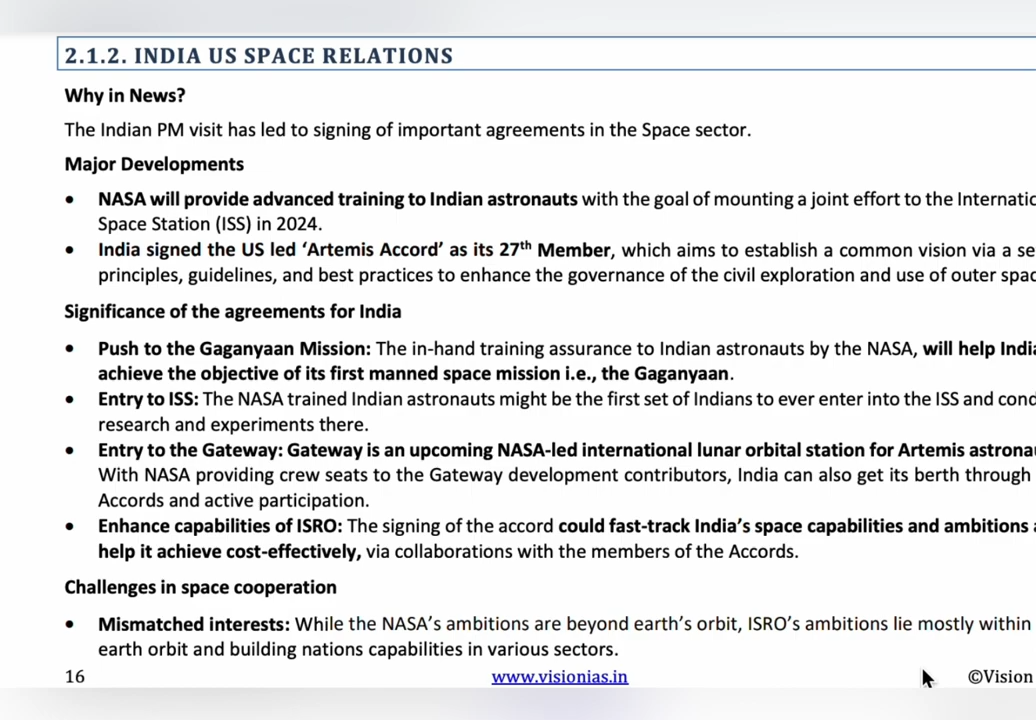 2.1.2. INDIA US SPACE RELATIONS
Why in News?
The Indian PM visit has led to signing of important agreements in the Space sector.
Major Developments
• NASA will provide advanced training to Indian astronauts with the goal of mounting a joint effort to the
Space Station (ISS) in 2024.
• India signed the US led ‘Artemis Accord’ as its 27th Member, which aims to establish a common vision via a
principles, guidelines, and best practices to enhance the governance of the civil exploration and use of outer
Significance of the agreements for India
• Push to the Gaganyaan Mission: The in-hand training assurance to Indian astronauts by the NASA, will help
achieve the objective of its first manned space mission i.e., the Gaganyaan.
• Entry to ISS: The NASA trained Indian astronauts might be the first set of Indians to ever enter into the ISS and
research and experiments there.
• Entry to the Gateway: Gateway is an upcoming NASA-led international lunar orbital station for Artemis
With NASA providing crew seats to the Gateway development contributors, India can also get its berth through
Accords and active participation.
• Enhance capabilities of ISRO: The signing of the accord could fast-track India’s space capabilities and ambitions
help it achieve cost-effectively, via collaborations with the members of the Accords.
Challenges in space cooperation
• Mismatched interests: While the NASA’s ambitions are beyond earth’s orbit, ISRO’s ambitions lie mostly within
earth orbit and building nations capabilities in various sectors.
16 www.visionias.in ©Vision